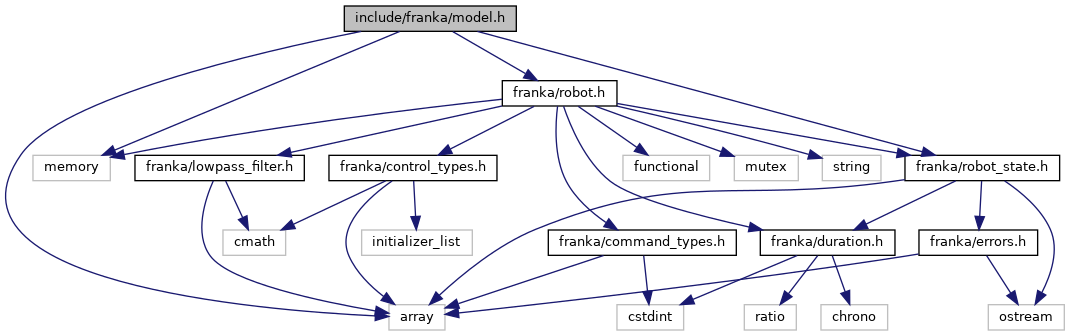 include/franka/model.h
franka/robot.h
memory
franka/lowpass_filter.h
franka/control_types.h
functional
mutex
string
franka/robot_state.h
cmath
initializer_list
franka/command_types.h
franka/duration.h
franka/errors.h
array
cstdint
ratio
chrono
ostream